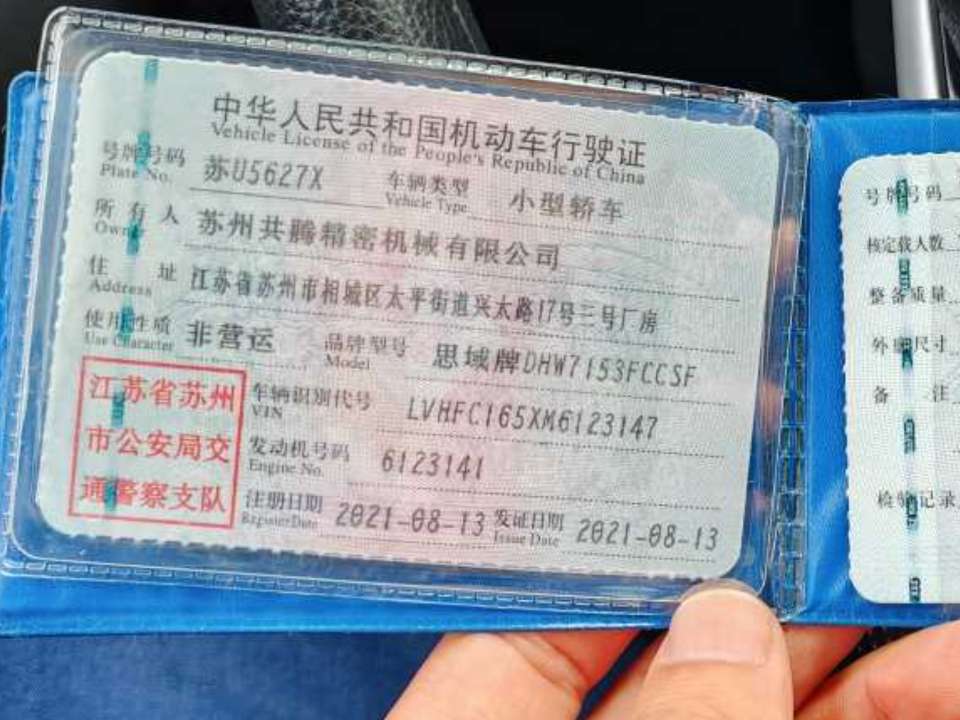 中华人民共和国机动车行驶证
Vehicle License of the People's Republic of China
号牌号码 苏U5627X 车辆类型 小型轿车
Plate No. Vehicle Type
所有人 苏州共腾精密机械有限公司
Owner
住址 江苏省苏州市相城区太平街道兴太路17号三号厂房
Address
使用性质 非营运 品牌型号 思域牌DHW7153FCCSF
Use Character Model
江苏省苏州
市公安局交
通警察支队
车辆识别代号 LVHFC165XM6123147
VIN
发动机号码 6123141
Engine No.
注册日期 2021-08-13 发证日期 2021-08-13
Register Date Issue Date
号牌号码
核定载人数
整备质量
外廓尺寸
备注
检验记录